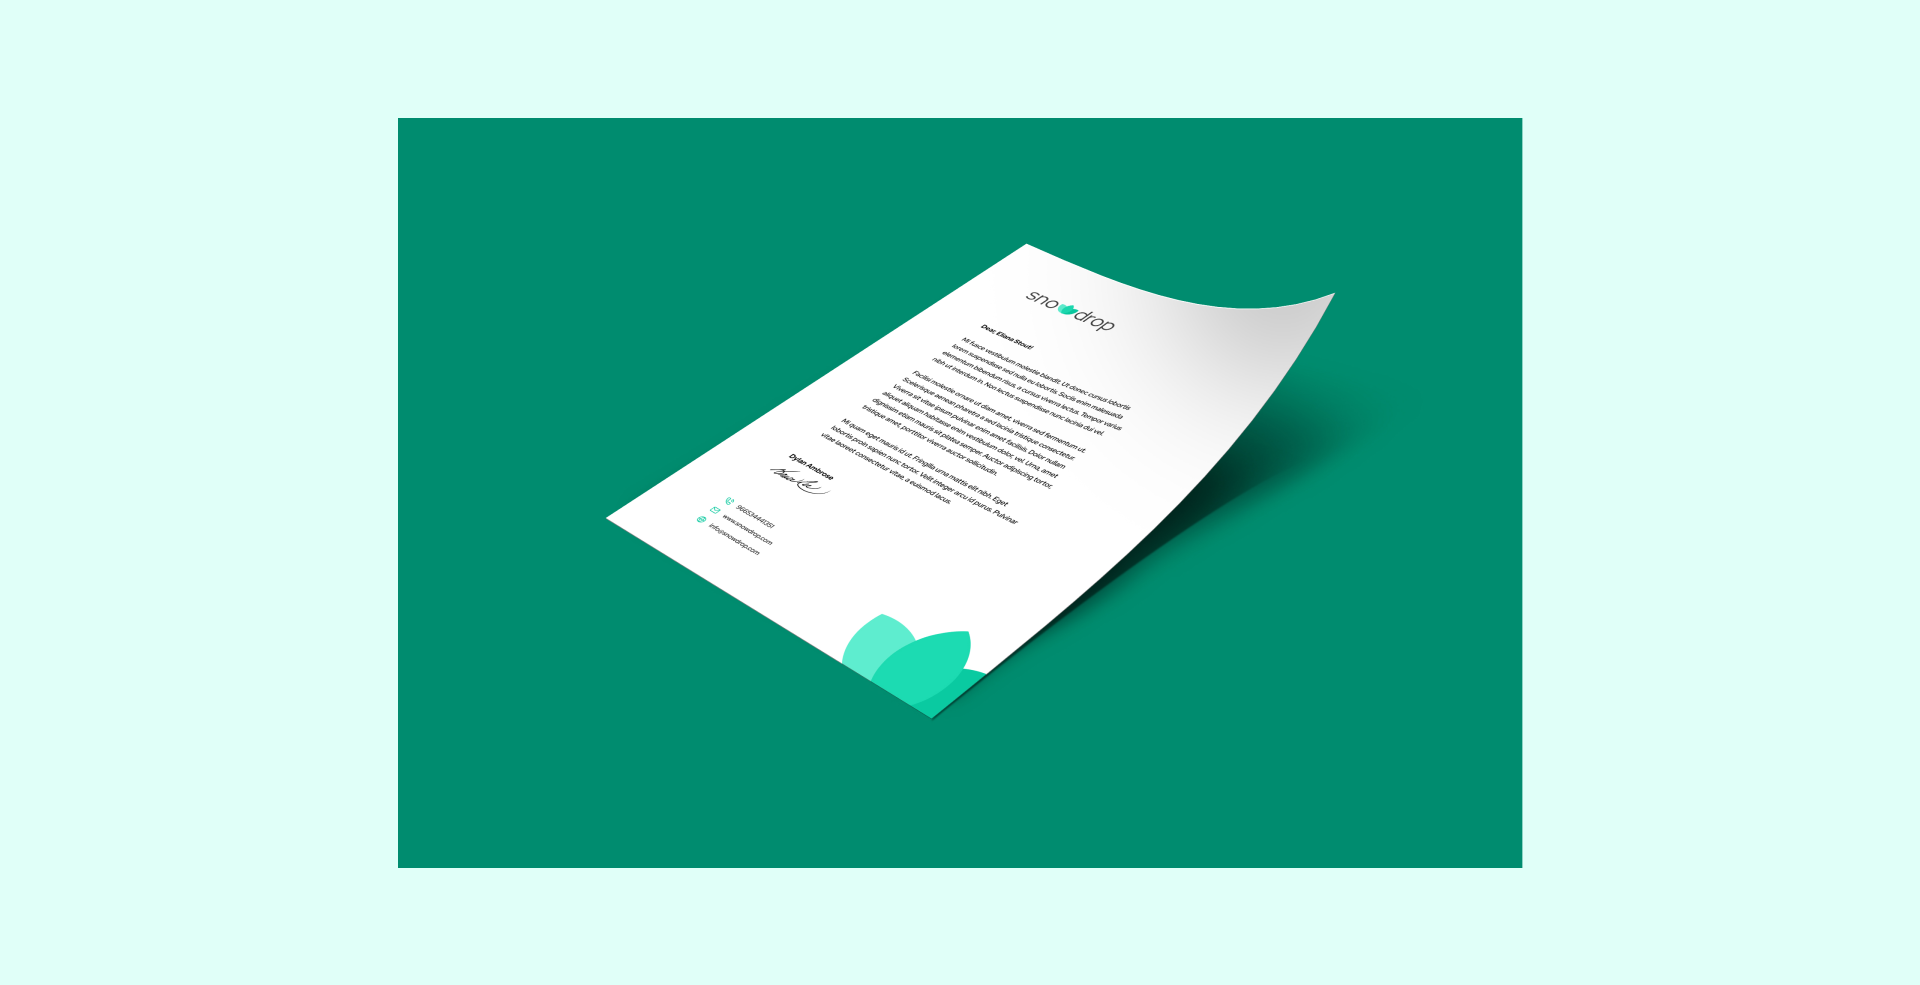 snowdrop
Dear, Eliana Stout!
Mi fusce vestibulum molestie blandit. Ut donec cursus lobortis
lorem suspendisse sed nulla eu lobortis. Sociis enim malesuada
elementum bibendum risus, a cursus viverra lectus. Tempor varius
nibh ut interdum in. Non lectus suspendisse nunc lacinia dui vel.
Facilisi molestie ornare ut diam amet, viverra sed fermentum ut.
Scelerisque aenean pharetra a sed lacinia tristique consectetur.
Viverra sit vitae ipsum pulvinar enim amet facilisis. Dolor nullam
aliquet aliquam habitasse enim vestibulum dolor, vel. Urna, amet
dignissim etiam mauris sit platea semper. Auctor adipiscing tortor,
tristique amet, porttitor viverra auctor sollicitudin.
Mi quam eget mauris id ut. Fringilla urna mattis elit nibh. Eget
lobortis proin sapien nunc tortor. Velit integer arcu id purus. Pulvinar
vitae laoreet consectetur vitae, a euismod lacus.
Dylan Ambrose
www.snowdrop.com
info@snowdrop.com